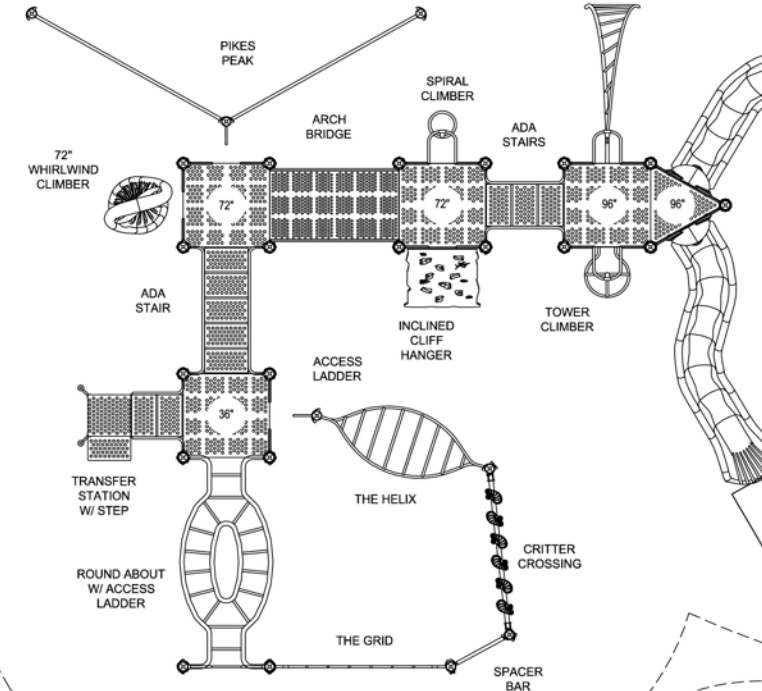 PIKES
PEAK
SPIRAL
CLIMBER
ARCH
BRIDGE
ADA
STAIRS
72"
WHIRLWIND
CLIMBER
72"
72"
96"
96"
ADA
STAIR
INCLINED
CLIFF
HANGER
TOWER
CLIMBER
ACCESS
LADDER
36"
TRANSFER
STATION
W/ STEP
THE HELIX
CRITTER
CROSSING
ROUND ABOUT
W/ ACCESS
LADDER
THE GRID
SPACER
BAR